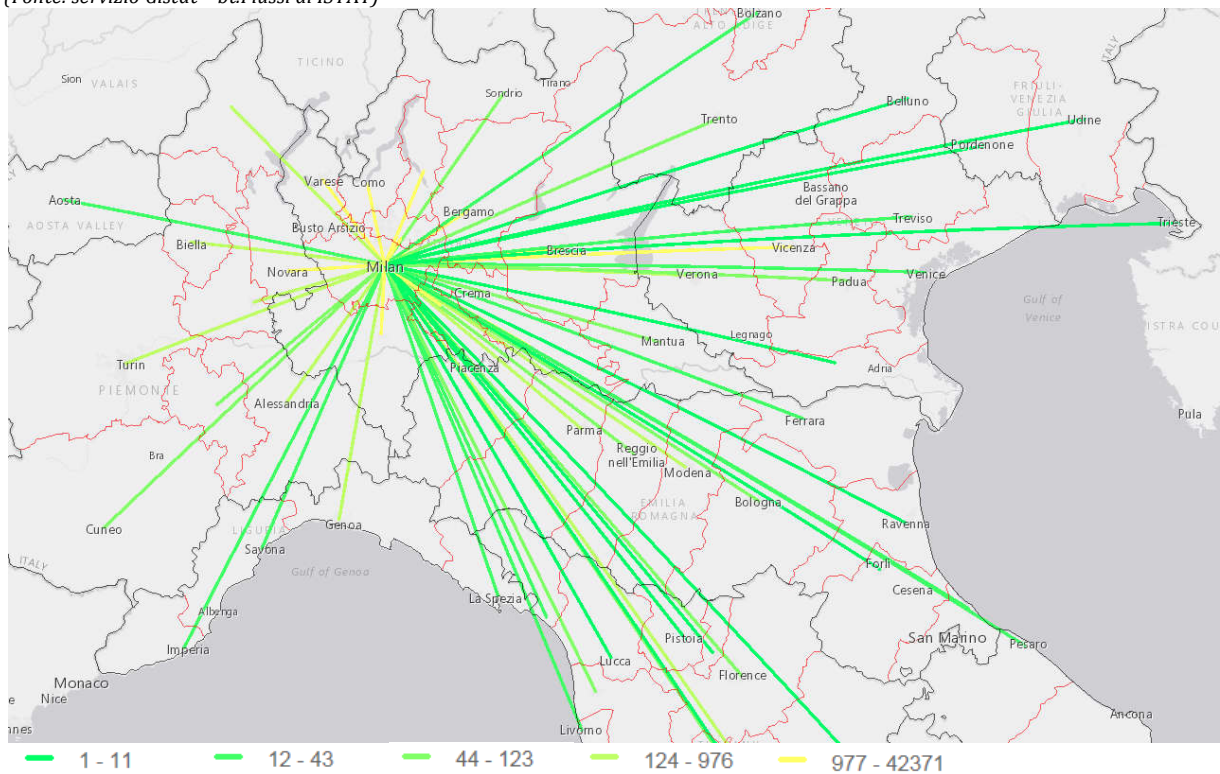 (Fonte: servizio Gistat – bt.Flussi di ISTAT)
Bolzano
ALTO ADIGE
TICINO
ITALY
Sion
VALAIS
Tirano
Sondrio
FRIULI-
VENEZIA
GIULIA
Belluno
Udine
Trento
Pordenone
Varese
Como
Bassano
del Grappa
Aosta
Bergamo
Treviso
Trieste
AOSTA VALLEY
Busto Arsizio
Biella
Brescia
Vicenza
Novara
Milan
Verona
Venice
Padua
Crema
Gulf of
Venice
ISTRA COU
Legnago
Mantua
Turin
Piacenza
Adria
PIEMONTE
Alessandria
Ferrara
Pula
Parma
Reggio
nell'Emilia
Bra
Modena
EMILIA
ROMAGNA
Bologna
Cuneo
LIGURIA
Genoa
Ravenna
Savona
ITALY
Gulf of Genoa
Forlì
Cesena
La Spezia
Albenga
Pistoia
San Marino
Imperia
Pesaro
Lucca
Florence
Monaco
Nice
Ancona
Livorno
1 - 11
12 - 43
44 - 123
124 - 976
977 - 42371